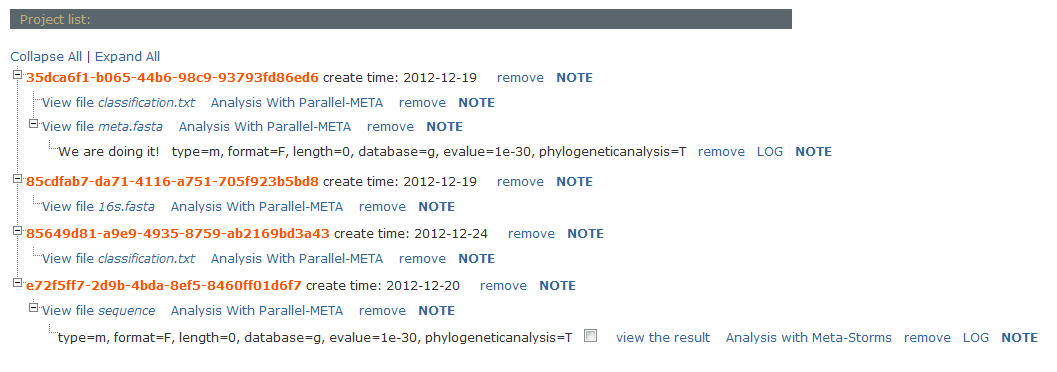 Project list:
Collapse All | Expand All
35dca6f1-b065-44b6-98c9-93793fd86ed6 create time: 2012-12-19 remove NOTE
View file classification.txt Analysis With Parallel-META remove NOTE
View file meta.fasta Analysis With Parallel-META remove NOTE
We are doing it! type=m, format=F, length=0, database=g, evalue=1e-30, phylogeneticanalysis=T remove LOG NOTE
85cdfab7-da71-4116-a751-705f923b5bd8 create time: 2012-12-19 remove NOTE
View file 16s.fasta Analysis With Parallel-META remove NOTE
85649d81-a9e9-4935-8759-ab2169bd3a43 create time: 2012-12-24 remove NOTE
View file classification.txt Analysis With Parallel-META remove NOTE
e72f5ff7-2d9b-4bda-8ef5-8460ff01d6f7 create time: 2012-12-20 remove NOTE
View file sequence Analysis With Parallel-META remove NOTE
type=m, format=F, length=0, database=g, evalue=1e-30, phylogeneticanalysis=T view the result Analysis with Meta-Storms remove LOG NOTE